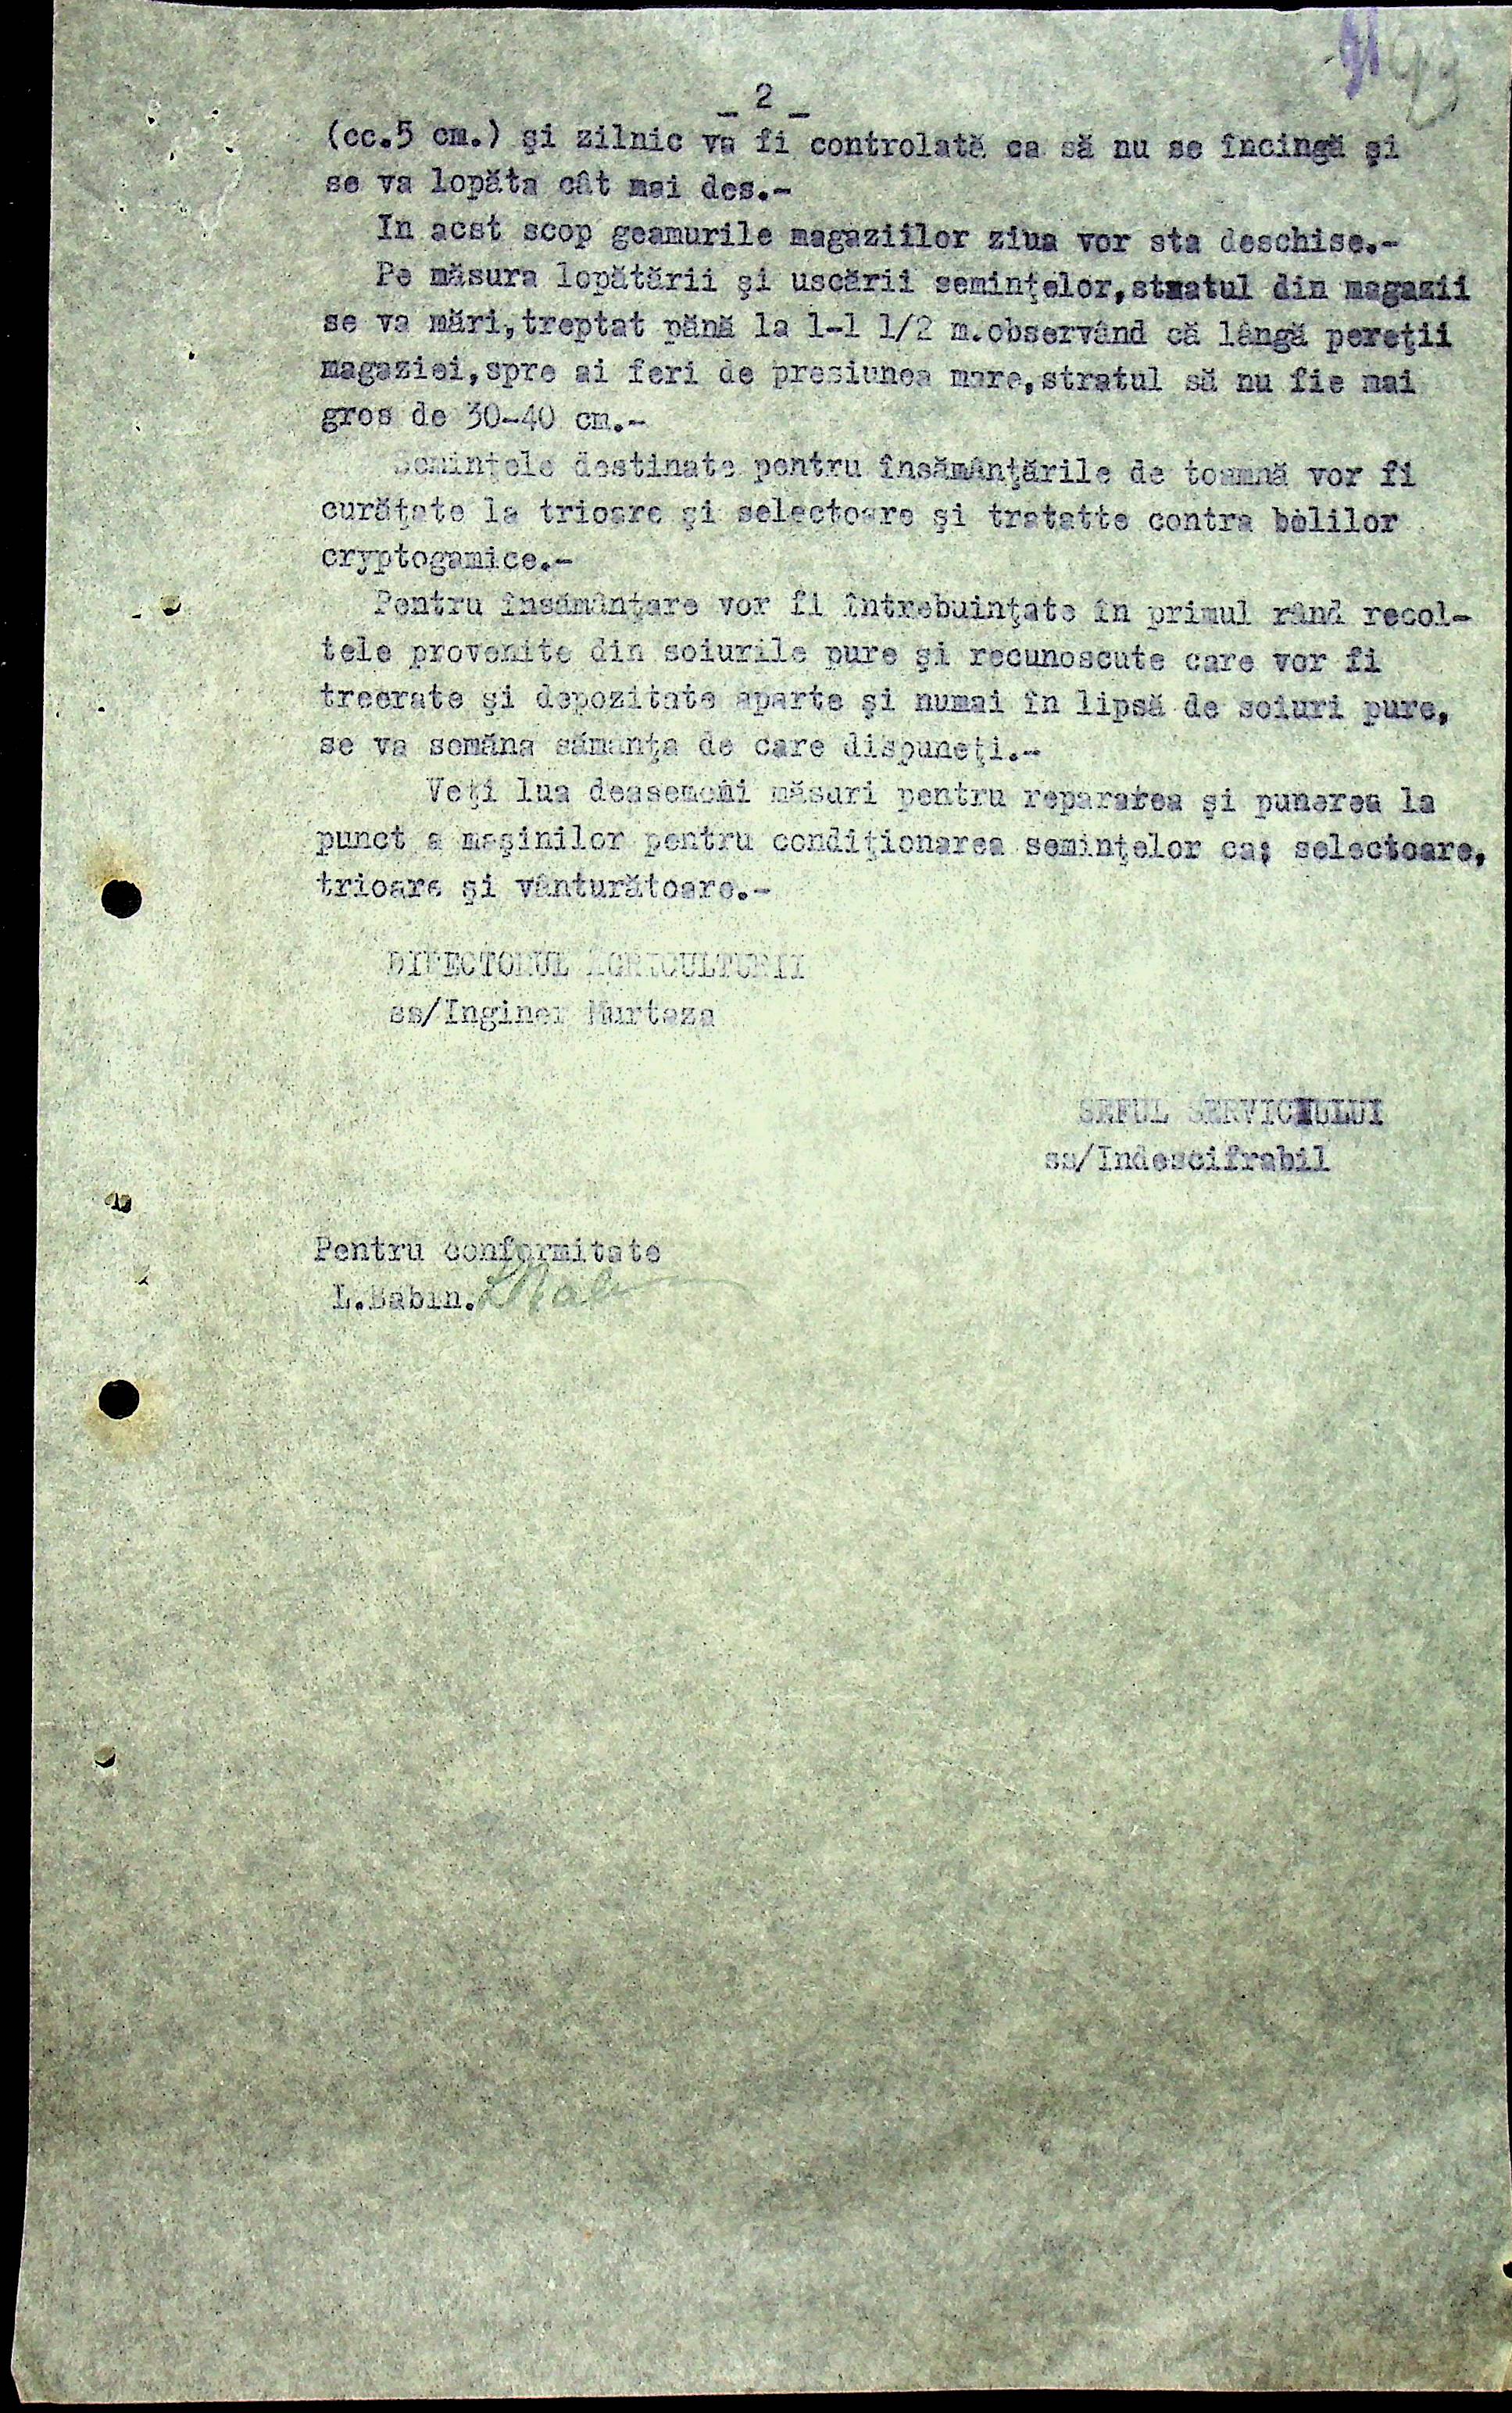 _ 2 _
(cc.5 cm.) şi zilnic va fi controlată ca să nu se încingă şi
se va lopăta cât mai des.-
In acst scop geamurile magaziilor ziua vor sta deschise.-
Pe măsura lopătării şi uscării seminţelor,stratul din magazii
se va mări,treptat până la 1-1 1/2 m.observând că lângă pereţii
magaziei,spre ai feri de presiunea mare,stratul să nu fie mai
gros de 30-40 cm.-
Seminţele destinate pentru însămânţările de toamnă vor fi
curăţate la trioare şi selectoare şi tratatte contra bolilor
cryptogamice.-
Pentru însămânţare vor fi întrebuinţate în primul rând recol-
tele provenite din soiurile pure şi recunoscute care vor fi
treerate şi depozitate aparte şi numai în lipsă de soiuri pure,
se va semăna sămanţa de care dispuneţi.-
Veţi lua deasemeni măsuri pentru repararea şi punerea la
punct a maşinilor pentru condiţionarea seminţelor ca; selectoare,
trioare şi vânturătoare.-
DIRECTORUL AGRICULTURII
ss/Inginer Murtaza
SEFUL SERVICIULUI
ss/Indescifrabil
Pentru conformitate
L.Babin.